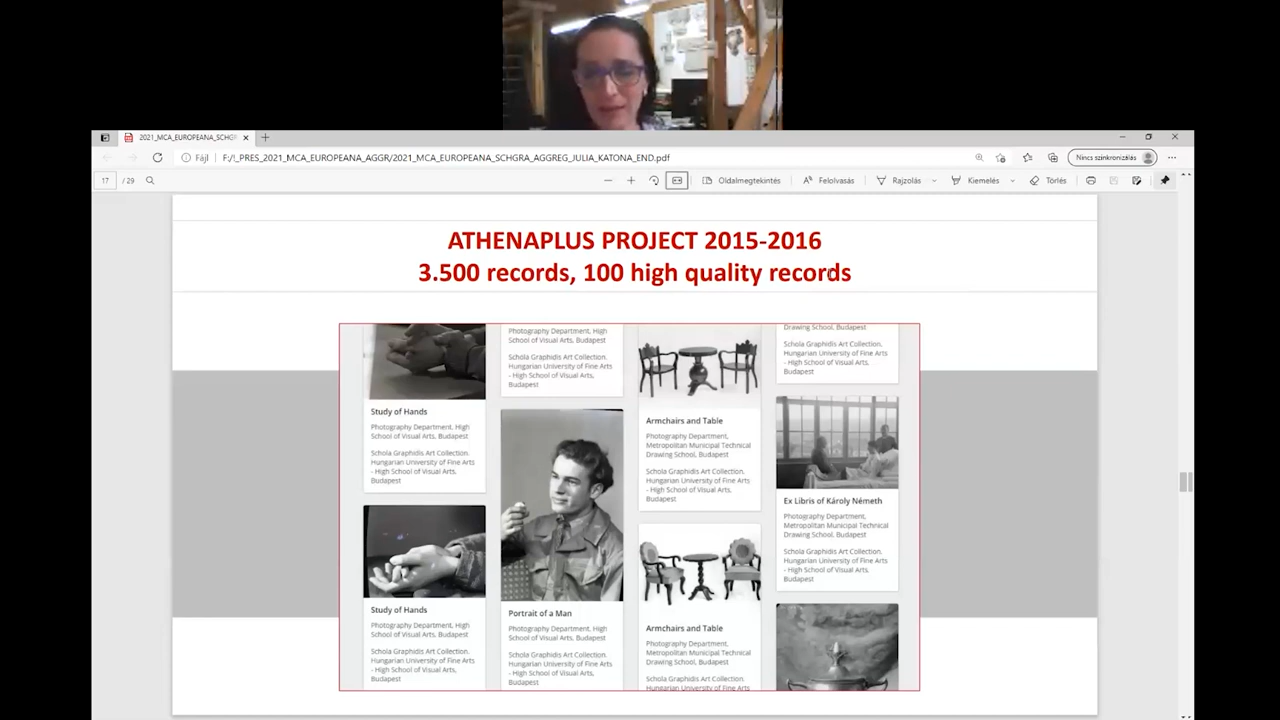 2021_MCA_EUROPEANA_SCHGR
Fájl
F:/!_PRES_2021_MCA_EUROPEANA_AGGR/2021_MCA_EUROPEANA_SCHGRA_AGGREG_JULIA_KATONA_END.pdf
Nincs szinkronizálás
17 / 29
Oldalmegtekintés
Felolvasás
Rajzolás
Kiemelés
Törlés
ATHENAPLUS PROJECT 2015-2016
3.500 records, 100 high quality records
Study of Hands
Photography Department, High
School of Visual Arts, Budapest
Schola Graphidis Art Collection.
Hungarian University of Fine Arts
- High School of Visual Arts,
Budapest
Study of Hands
Photography Department, High
School of Visual Arts, Budapest
Schola Graphidis Art Collection.
Hungarian University of Fine Arts
- High School of Visual Arts,
Budapest
Photography Department, High
School of Visual Arts, Budapest
Schola Graphidis Art Collection.
Hungarian University of Fine Arts
- High School of Visual Arts,
Budapest
Portrait of a Man
Photography Department, High
School of Visual Arts, Budapest
Schola Graphidis Art Collection.
Hungarian University of Fine Arts
- High School of Visual Arts,
Budapest
Armchairs and Table
Photography Department,
Metropolitan Municipal Technical
Drawing School, Budapest
Schola Graphidis Art Collection.
Hungarian University of Fine Arts
- High School of Visual Arts,
Budapest
Armchairs and Table
Photography Department,
Metropolitan Municipal Technical
Drawing School, Budapest
Schola Graphidis Art Collection.
Hungarian University of Fine Arts
Drawing School, Budapest
Schola Graphidis Art Collection.
Hungarian University of Fine Arts
- High School of Visual Arts,
Budapest
Ex Libris of Károly Németh
Photography Department,
Metropolitan Municipal Technical
Drawing School, Budapest
Schola Graphidis Art Collection.
Hungarian University of Fine Arts
- High School of Visual Arts,
Budapest